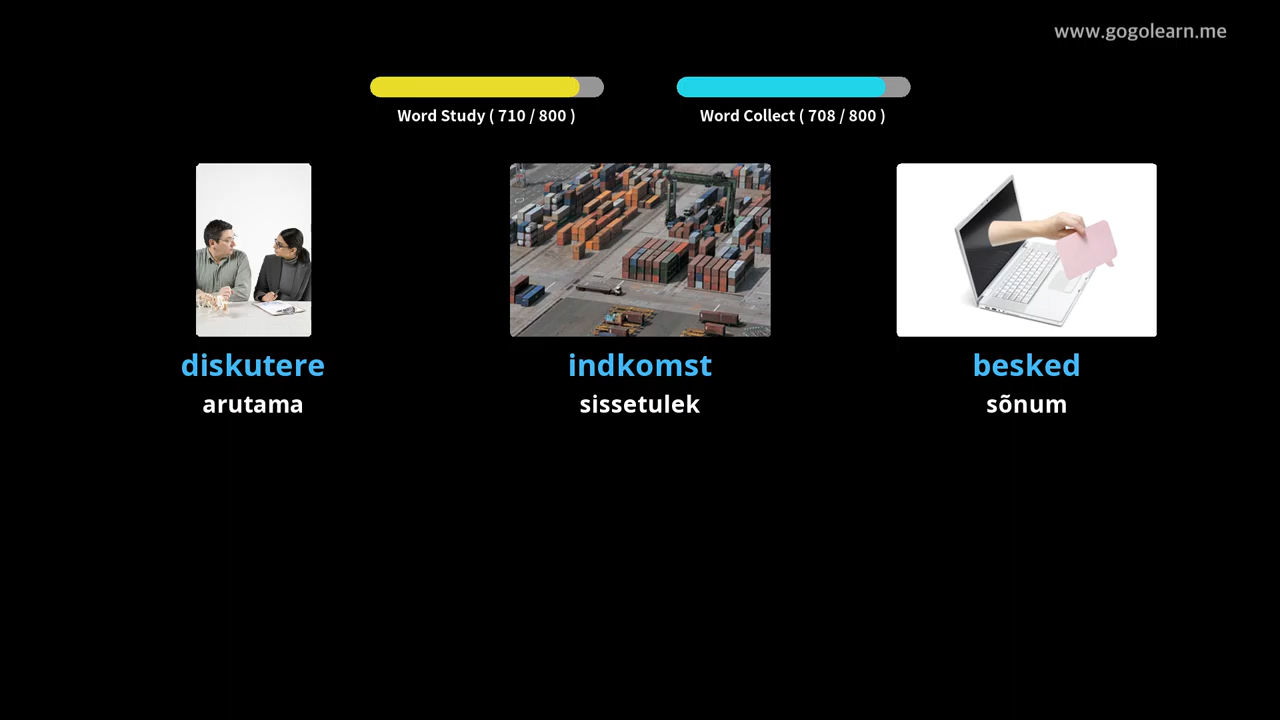 www.gogolearn.me
Word Study ( 710 / 800 )
Word Collect ( 708 / 800 )
diskutere
arutama
indkomst
sissetulek
besked
sõnum